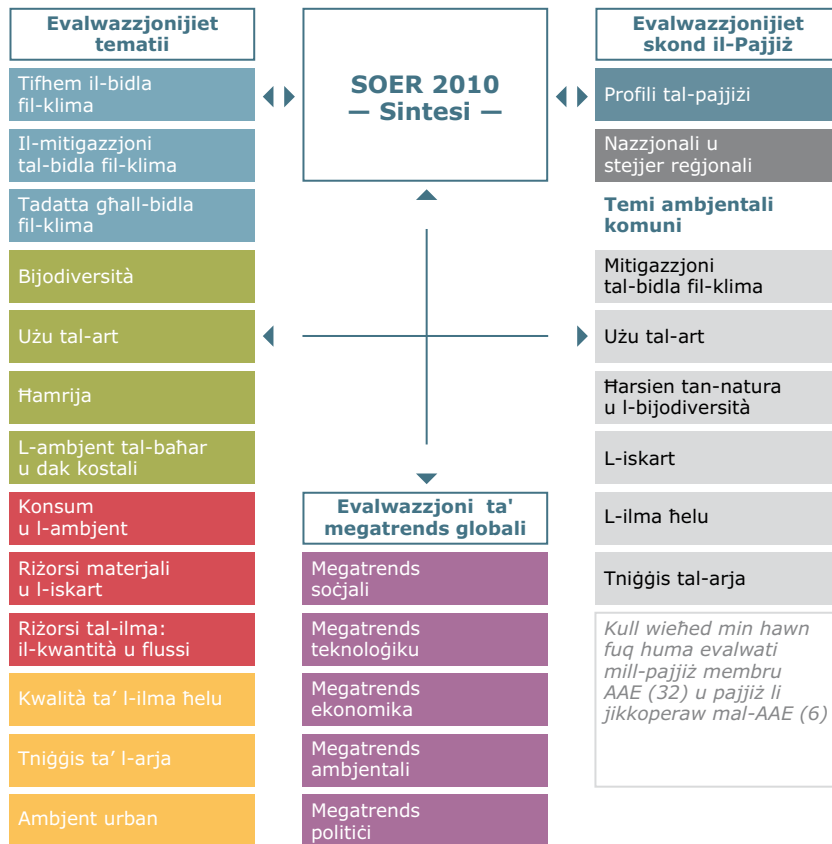 Evalwazzjonijiet
tematii
Tifhem il-bidla
fil-klima
Il-mitigazzjoni
tal-bidla fil-klima
Tadatta għall-bidla
fil-klima
Bijodiversità
Użu tal-art
Ħamrija
L-ambjent tal-baħar
u dak kostali
Konsum
u l-ambjent
Riżorsi materjali
u l-iskart
Riżorsi tal-ilma:
il-kwantità u flussi
Kwalità ta’ l-ilma ħelu
Tniġġis ta’ l-arja
Ambjent urban
SOER 2010
— Sintesi —
Evalwazzjoni ta'
megatrends globali
Megatrends
soċjali
Megatrends
teknoloġiku
Megatrends
ekonomika
Megatrends
ambjentali
Megatrends
politiċi
Evalwazzjonijiet
skond il-Pajjiż
Profili tal-pajjiżi
Nazzjonali u
stejjer reġjonali
Temi ambjentali
komuni
Mitigazzjoni
tal-bidla fil-klima
Użu tal-art
Ħarsien tan-natura
u l-bijodiversità
L-iskart
L-ilma ħelu
Tniġġis tal-arja
Kull wieħed min hawn
fuq huma evalwati
mill-pajjiż membru
AAE (32) u pajjiż li
jikkoperaw mal-AAE (6)